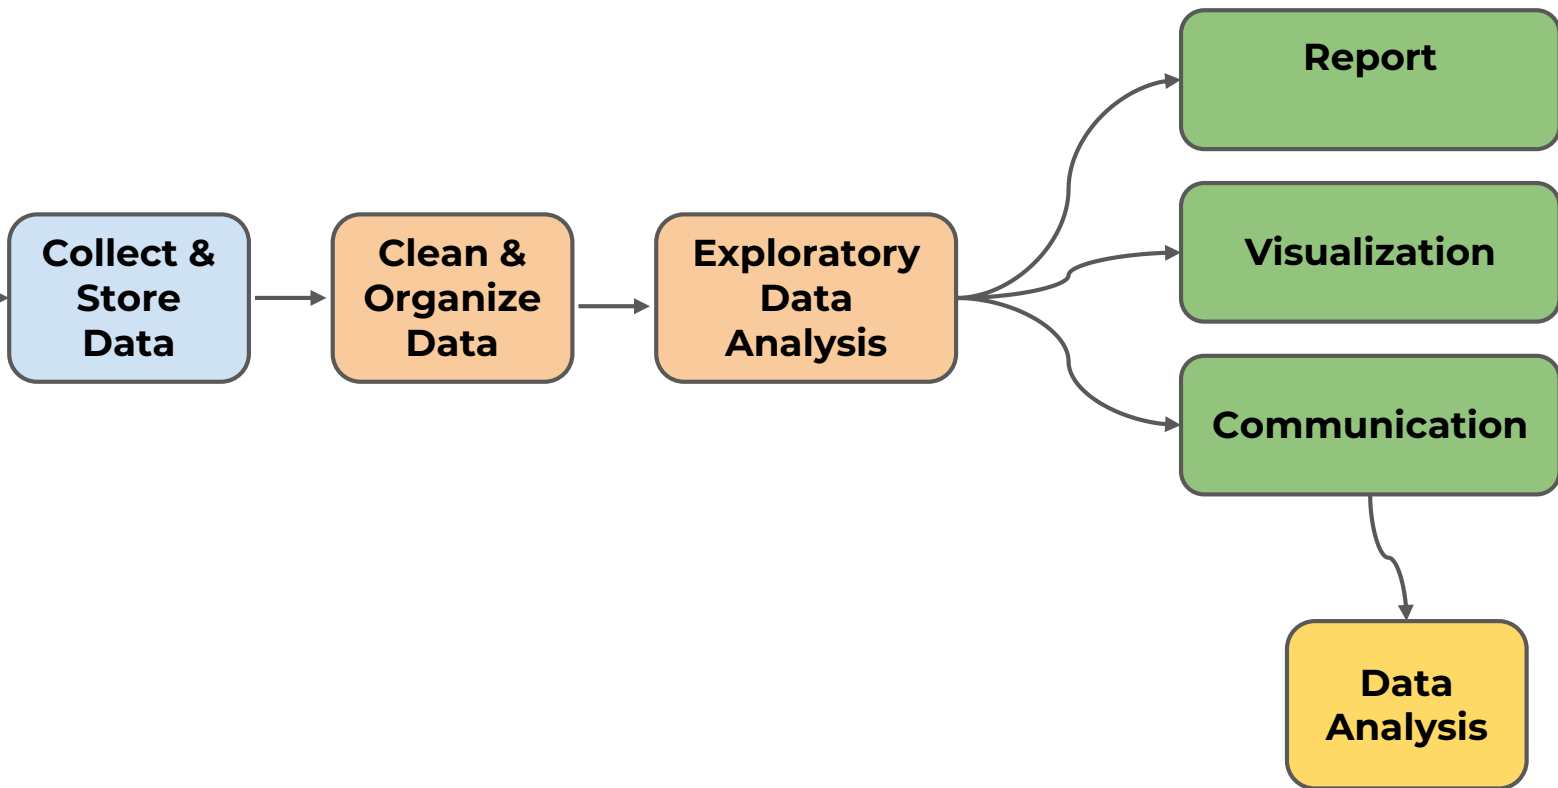 Collect &
Store
Data
Clean &
Organize
Data
Exploratory
Data
Analysis
Report
Visualization
Communication
Data
Analysis